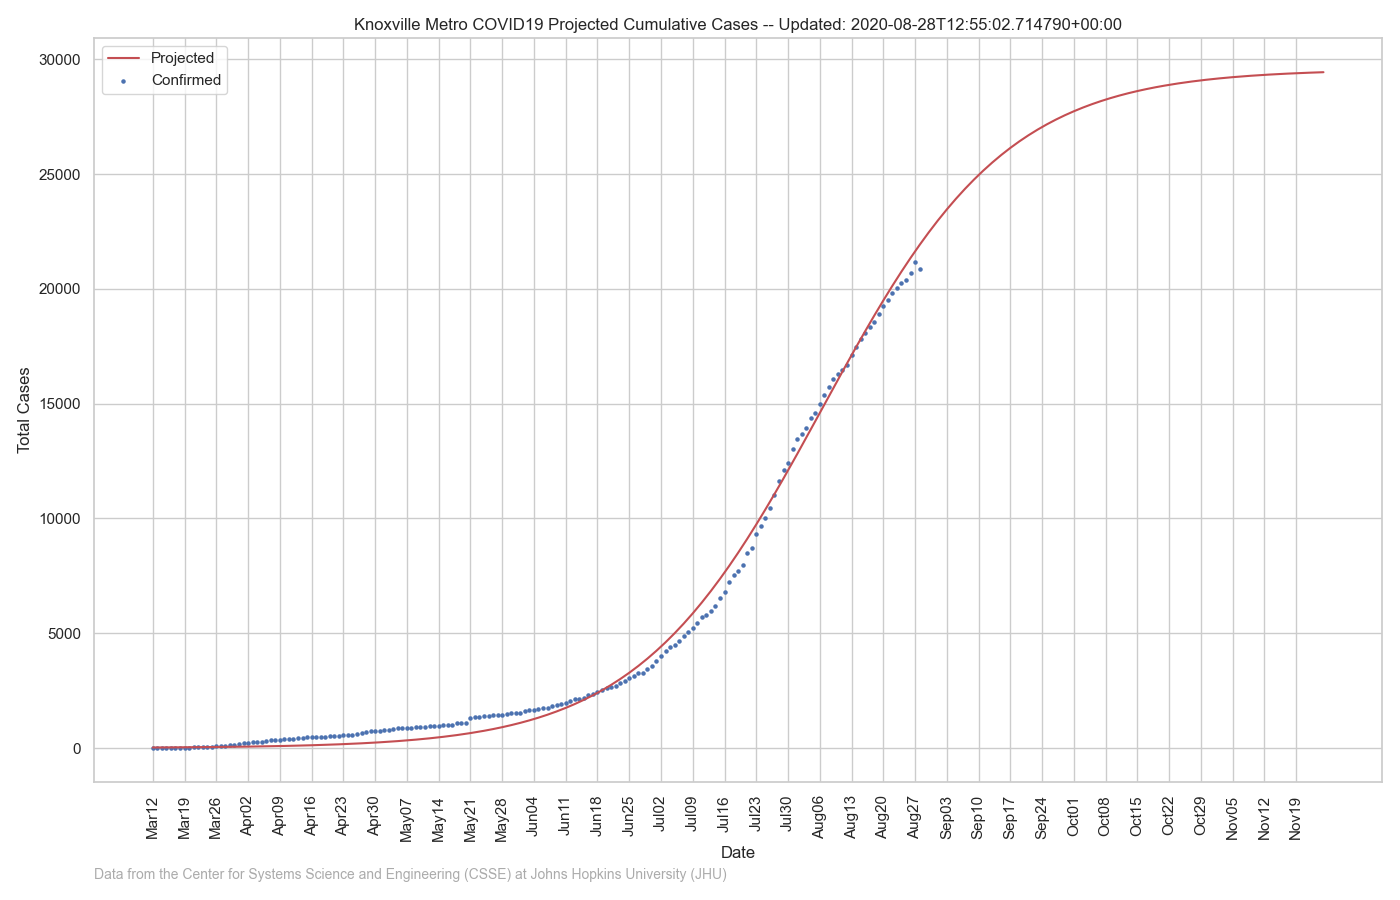 Knoxville Metro COVID19 Projected Cumulative Cases -- Updated: 2020-08-28T12:55:02.714790+00:00
Projected
Confirmed
30000
25000
20000
15000
10000
5000
0
Total Cases
Mar12
Mar19
Mar26
Apr02
Apr09
Apr16
Apr23
Apr30
May07
May14
May21
May28
Jun04
Jun11
Jun18
Jun25
Jul02
Jul09
Jul16
Jul23
Jul30
Aug06
Aug13
Aug20
Aug27
Sep03
Sep10
Sep17
Sep24
Oct01
Oct08
Oct15
Oct22
Oct29
Nov05
Nov12
Nov19
Date
Data from the Center for Systems Science and Engineering (CSSE) at Johns Hopkins University (JHU)